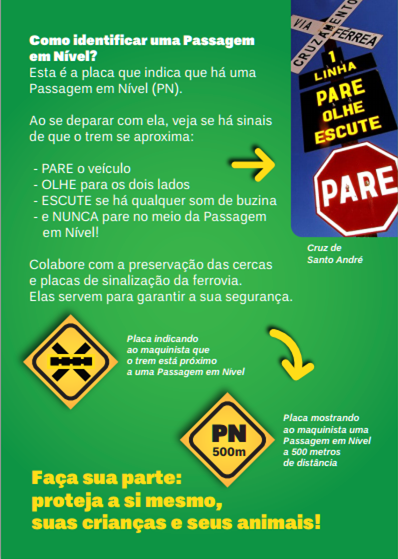 Como identificar uma Passagem
em Nível?
Esta é a placa que indica que há uma
Passagem em Nível (PN).
Ao se deparar com ela, veja se há sinais
de que o trem se aproxima:
- PARE o veículo
- OLHE para os dois lados
- ESCUTE se há qualquer som de buzina
- e NUNCA pare no meio da Passagem
em Nível!
Colabore com a preservação das cercas
e placas de sinalização da ferrovia.
Elas servem para garantir a sua segurança.
VIA FERREA
CRUZAMENTO
1
LINHA
PARE
OLHE
ESCUTE
PARE
Cruz de
Santo André
Placa indicando
ao maquinista que
o trem está próximo
a uma Passagem em Nível
PN
500m
Placa mostrando
ao maquinista uma
Passagem em Nível
a 500 metros
de distância
Faça sua parte:
proteja a si mesmo,
suas crianças e seus animais!